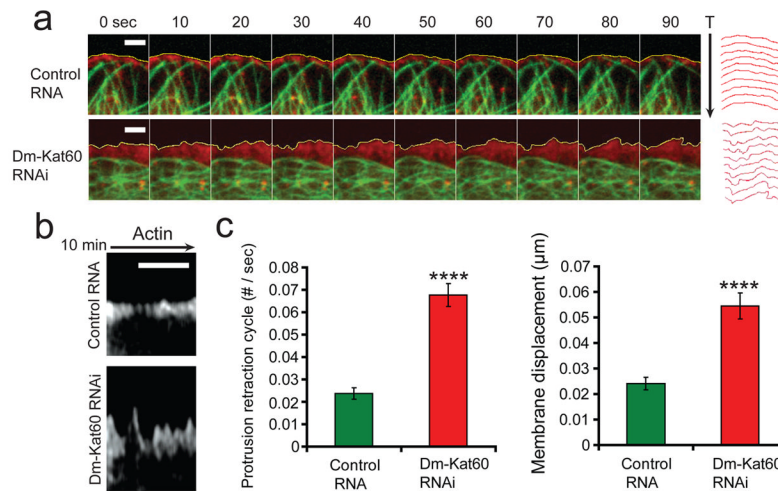 a
0 sec 10 20 30 40 50 60 70 80 90 T
Control
RNA
Dm-Kat60
RNAi
b
10 min Actin
Control RNA
Dm-Kat60 RNAi
c
Protrusion retraction cycle (# / sec)
0.08
0.07
0.06
0.05
0.04
0.03
0.02
0.01
0
****
Control
RNA
Dm-Kat60
RNAi
Membrane displacement (µm)
0.07
0.06
0.05
0.04
0.03
0.02
0.01
0
****
Control
RNA
Dm-Kat60
RNAi